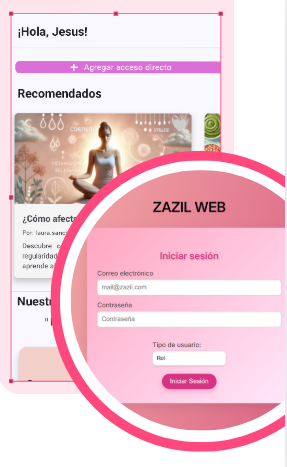 ¡Hola, Jesus!
+ Agregar acceso directo
Recomendados
¿Cómo afect
Por: laura.sanc
Descubre c
regularidad
aprende a
Nuestr
ZAZIL WEB
Iniciar sesión
Correo electrónico
mail@zazil.com
Contraseña
Contraseña
Tipo de usuario:
Rol
Iniciar Sesión